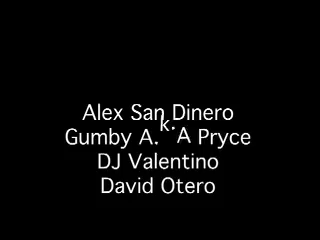 Alex San Dinero
Gumby A. k. A Pryce
DJ Valentino
David Otero